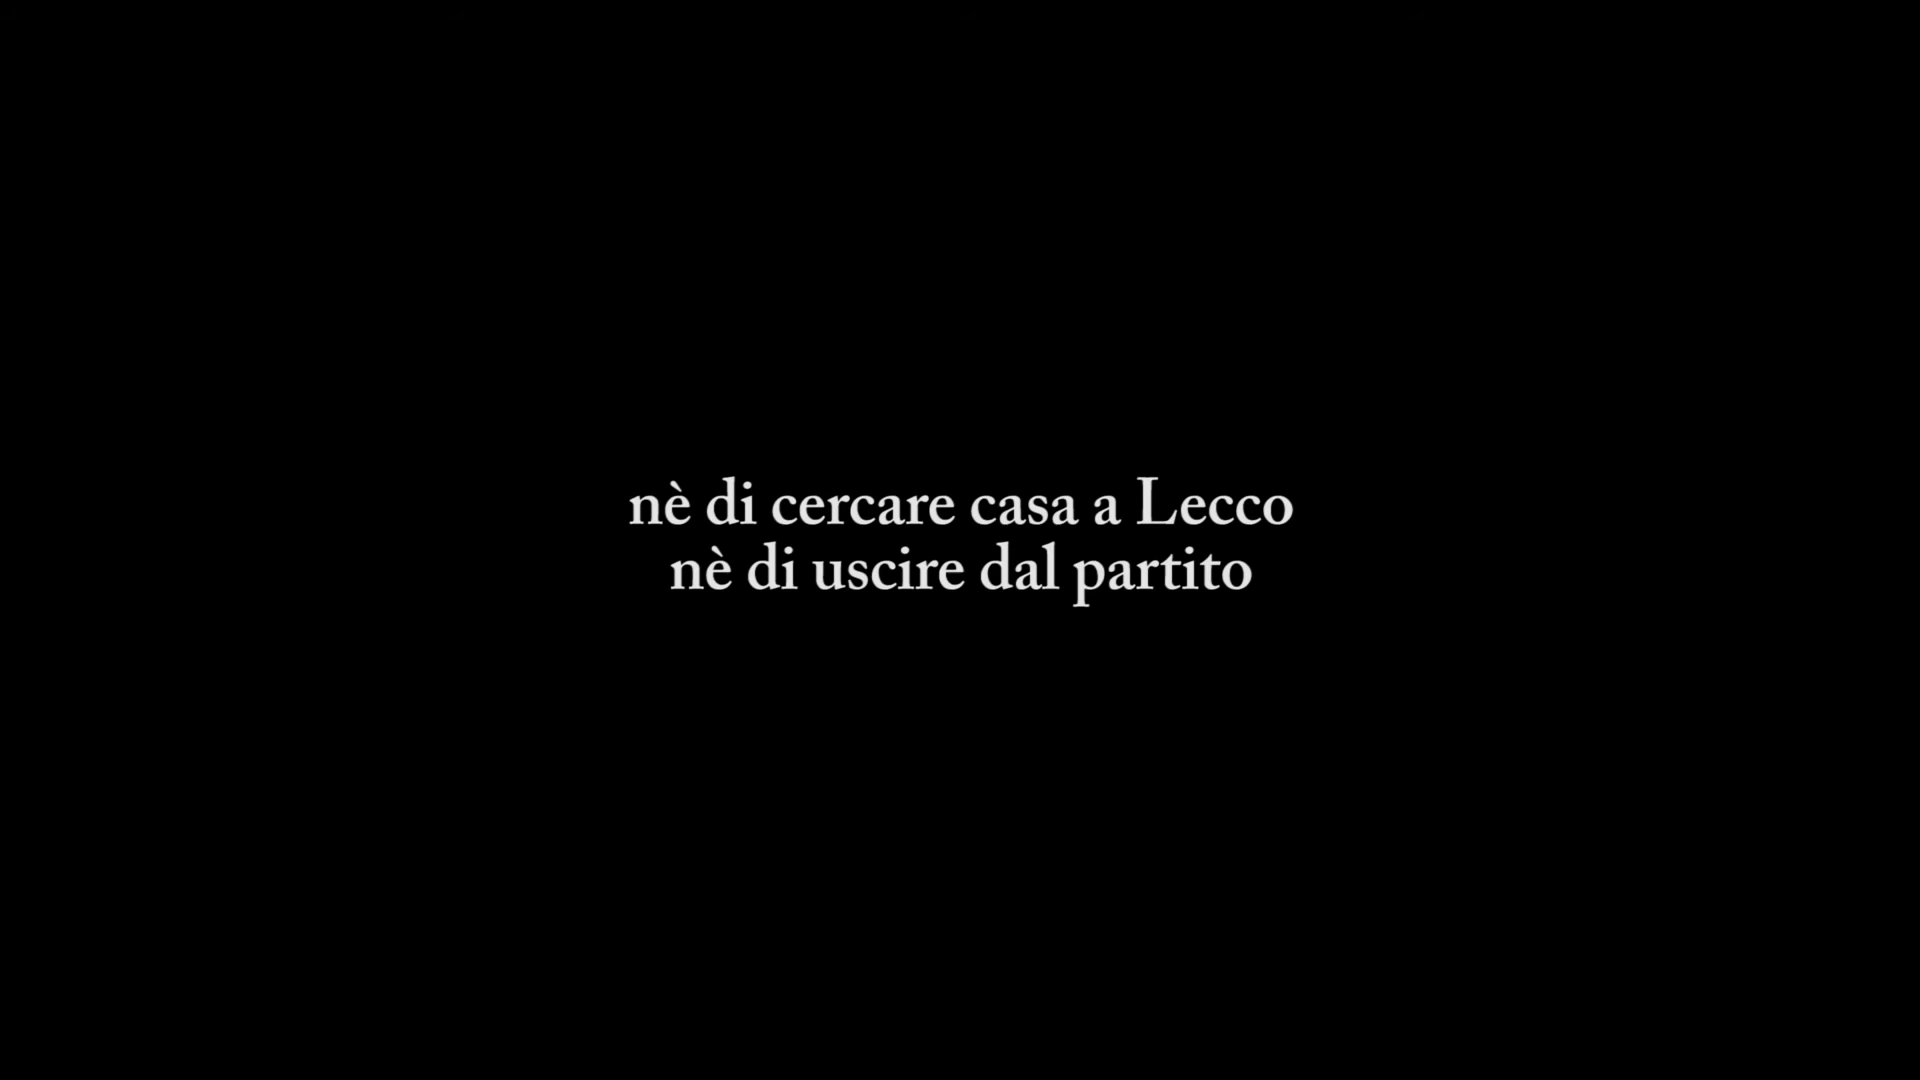 nè di cercare casa a Lecco
nè di uscire dal partito